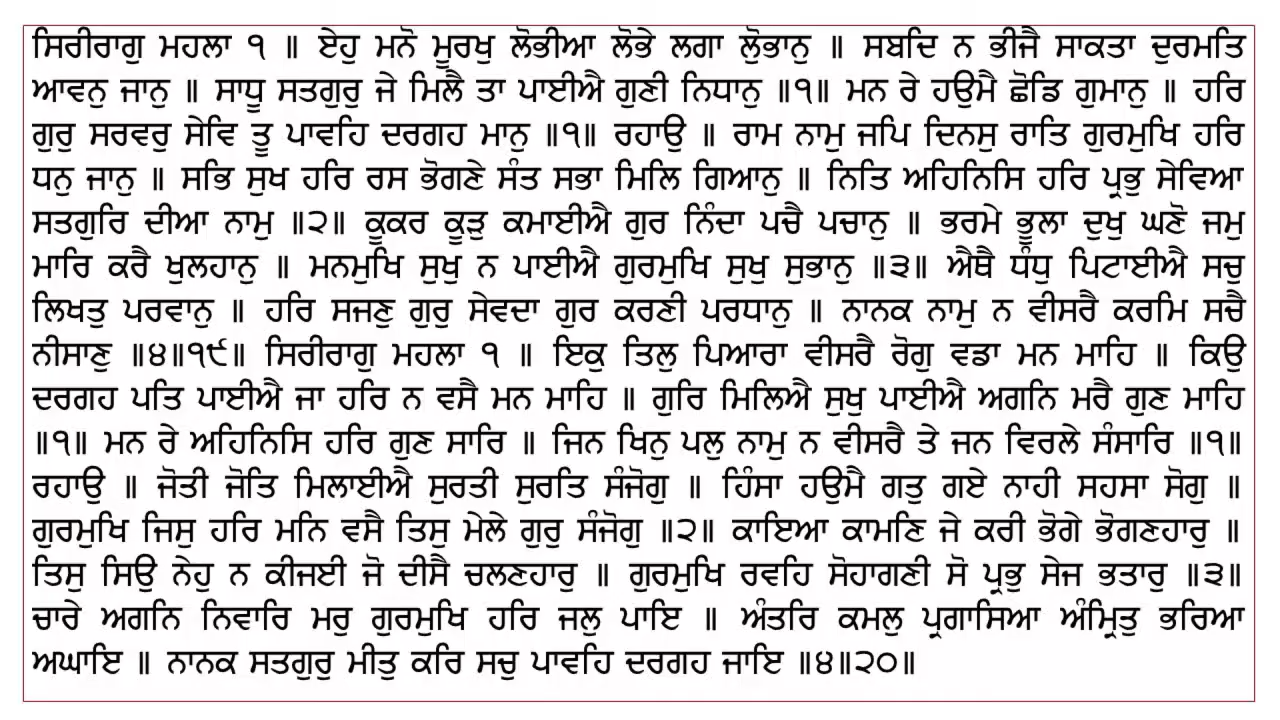 ਸਿਰੀਰਾਗੁ ਮਹਲਾ ੧ ॥ ਏਹੁ ਮਨੋ ਮੂਰਖੁ ਲੋਭੀਆ ਲੋਭੇ ਲਗਾ ਲੋੁਭਾਨੁ ॥ ਸਬਦਿ ਨ ਭੀਜੈ ਸਾਕਤਾ ਦੁਰਮਤਿ
ਆਵਨੁ ਜਾਨੁ ॥ ਸਾਧੂ ਸਤਗੁਰੁ ਜੇ ਮਿਲੈ ਤਾ ਪਾਈਐ ਗੁਣੀ ਨਿਧਾਨੁ ॥੧॥ ਮਨ ਰੇ ਹਉਮੈ ਛੋਡਿ ਗੁਮਾਨੁ ॥ ਹਰਿ
ਗੁਰੁ ਸਰਵਰੁ ਸੇਵਿ ਤੂ ਪਾਵਹਿ ਦਰਗਹ ਮਾਨੁ ॥੧॥ ਰਹਾਉ ॥ ਰਾਮ ਨਾਮੁ ਜਪਿ ਦਿਨਸੁ ਰਾਤਿ ਗੁਰਮੁਖਿ ਹਰਿ
ਧਨੁ ਜਾਨੁ ॥ ਸਭਿ ਸੁਖ ਹਰਿ ਰਸ ਭੋਗਣੇ ਸੰਤ ਸਭਾ ਮਿਲਿ ਗਿਆਨੁ ॥ ਨਿਤਿ ਅਹਿਨਿਸਿ ਹਰਿ ਪ੍ਰਭੁ ਸੇਵਿਆ
ਸਤਗੁਰਿ ਦੀਆ ਨਾਮੁ ॥੨॥ ਕੂਕਰ ਕੂੜੁ ਕਮਾਈਐ ਗੁਰ ਨਿੰਦਾ ਪਚੈ ਪਚਾਨੁ ॥ ਭਰਮੇ ਭੂਲਾ ਦੁਖੁ ਘਣੋ ਜਮੁ
ਮਾਰਿ ਕਰੈ ਖੁਲਹਾਨੁ ॥ ਮਨਮੁਖਿ ਸੁਖੁ ਨ ਪਾਈਐ ਗੁਰਮੁਖਿ ਸੁਖੁ ਸੁਭਾਨੁ ॥੩॥ ਐਥੈ ਧੰਧੁ ਪਿਟਾਈਐ ਸਚੁ
ਲਿਖਤੁ ਪਰਵਾਨੁ ॥ ਹਰਿ ਸਜਣੁ ਗੁਰੁ ਸੇਵਦਾ ਗੁਰ ਕਰਣੀ ਪਰਧਾਨੁ ॥ ਨਾਨਕ ਨਾਮੁ ਨ ਵੀਸਰੈ ਕਰਮਿ ਸਚੈ
ਨੀਸਾਣੁ ॥੪॥੧੯॥ ਸਿਰੀਰਾਗੁ ਮਹਲਾ ੧ ॥ ਇਕੁ ਤਿਲੁ ਪਿਆਰਾ ਵੀਸਰੈ ਰੋਗੁ ਵਡਾ ਮਨ ਮਾਹਿ ॥ ਕਿਉ
ਦਰਗਹ ਪਤਿ ਪਾਈਐ ਜਾ ਹਰਿ ਨ ਵਸੈ ਮਨ ਮਾਹਿ ॥ ਗੁਰਿ ਮਿਲਿਐ ਸੁਖੁ ਪਾਈਐ ਅਗਨਿ ਮਰੈ ਗੁਣ ਮਾਹਿ
॥੧॥ ਮਨ ਰੇ ਅਹਿਨਿਸਿ ਹਰਿ ਗੁਣ ਸਾਰਿ ॥ ਜਿਨ ਖਿਨੁ ਪਲੁ ਨਾਮੁ ਨ ਵੀਸਰੈ ਤੇ ਜਨ ਵਿਰਲੇ ਸੰਸਾਰਿ ॥੧॥
ਰਹਾਉ ॥ ਜੋਤੀ ਜੋਤਿ ਮਿਲਾਈਐ ਸੁਰਤੀ ਸੁਰਤਿ ਸੰਜੋਗੁ ॥ ਹਿੰਸਾ ਹਉਮੈ ਗਤੁ ਗਏ ਨਾਹੀ ਸਹਸਾ ਸੋਗੁ ॥
ਗੁਰਮੁਖਿ ਜਿਸੁ ਹਰਿ ਮਨਿ ਵਸੈ ਤਿਸੁ ਮੇਲੇ ਗੁਰੁ ਸੰਜੋਗੁ ॥੨॥ ਕਾਇਆ ਕਾਮਣਿ ਜੇ ਕਰੀ ਭੋਗੇ ਭੋਗਣਹਾਰੁ ॥
ਤਿਸੁ ਸਿਉ ਨੇਹੁ ਨ ਕੀਜਈ ਜੋ ਦੀਸੈ ਚਲਣਹਾਰੁ ॥ ਗੁਰਮੁਖਿ ਰਵਹਿ ਸੋਹਾਗਣੀ ਸੋ ਪ੍ਰਭੁ ਸੇਜ ਭਤਾਰੁ ॥੩॥
ਚਾਰੇ ਅਗਨਿ ਨਿਵਾਰਿ ਮਰੁ ਗੁਰਮੁਖਿ ਹਰਿ ਜਲੁ ਪਾਇ ॥ ਅੰਤਰਿ ਕਮਲੁ ਪ੍ਰਗਾਸਿਆ ਅੰਮ੍ਰਿਤੁ ਭਰਿਆ
ਅਘਾਇ ॥ ਨਾਨਕ ਸਤਗੁਰੁ ਮੀਤੁ ਕਰਿ ਸਚੁ ਪਾਵਹਿ ਦਰਗਹ ਜਾਇ ॥੪॥੨੦॥